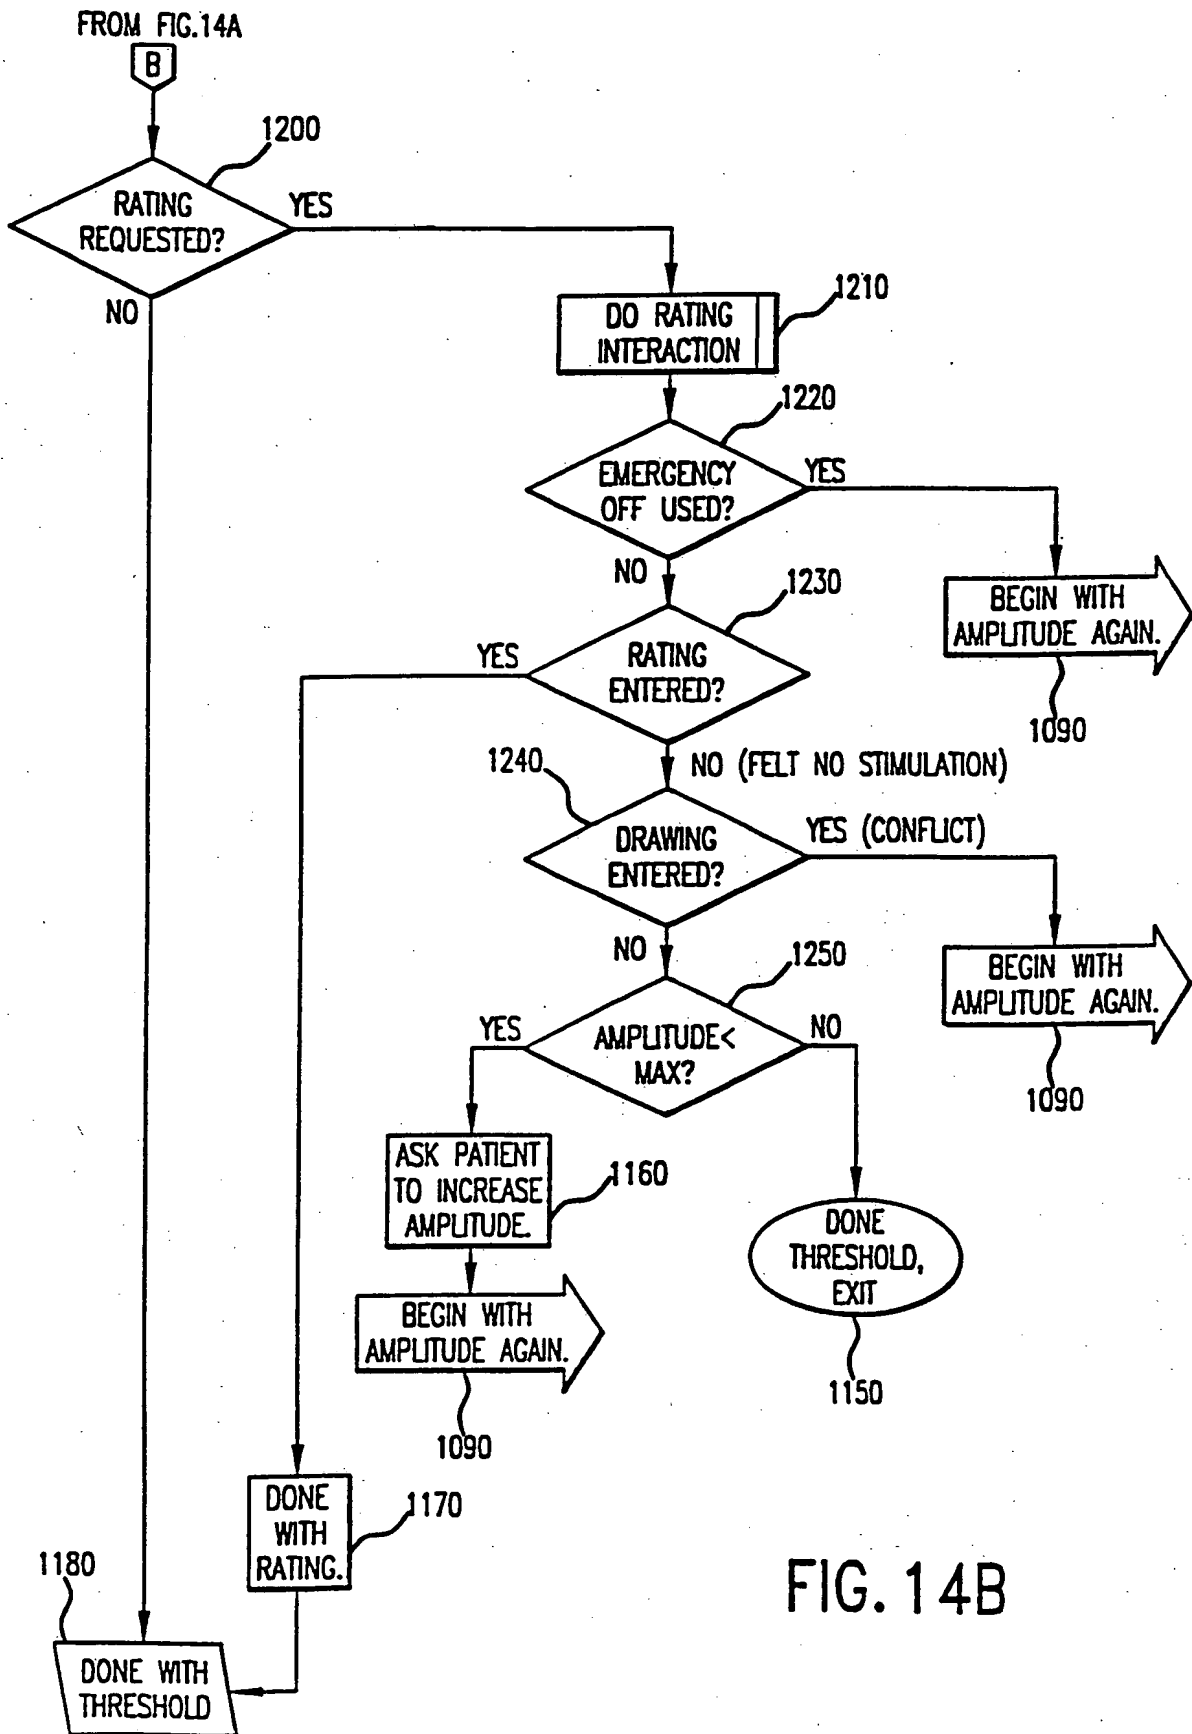 FROM FIG.14A
B
1200
RATING
REQUESTED?
YES
NO
1210
DO RATING
INTERACTION
1220
EMERGENCY
OFF USED?
YES
NO
1230
BEGIN WITH
AMPLITUDE AGAIN.
1090
RATING
ENTERED?
YES
NO (FELT NO STIMULATION)
1240
DRAWING
ENTERED?
YES (CONFLICT)
NO
1250
BEGIN WITH
AMPLITUDE AGAIN.
1090
AMPLITUDE<
MAX?
YES
NO
ASK PATIENT
TO INCREASE
AMPLITUDE.
1160
DONE
THRESHOLD,
EXIT
1150
BEGIN WITH
AMPLITUDE AGAIN.
1090
DONE
WITH
RATING.
1170
1180
DONE WITH
THRESHOLD
FIG. 14B